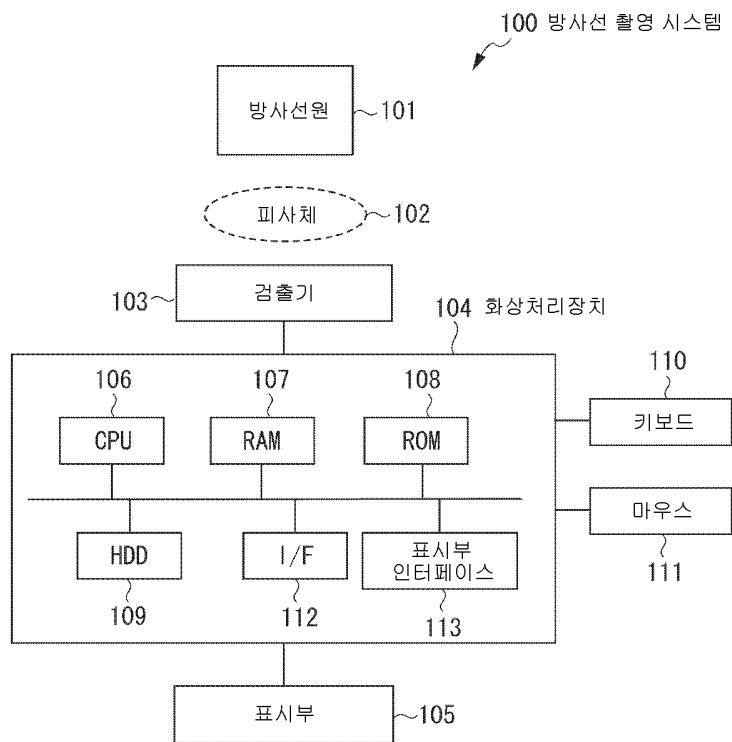 100 방사선 촬영 시스템
방사선원
101
피사체
102
검출기
103
104 화상처리장치
106
107
108
110
CPU
RAM
ROM
키보드
HDD
I/F
표시부
인터페이스
마우스
109
112
113
111
표시부
105